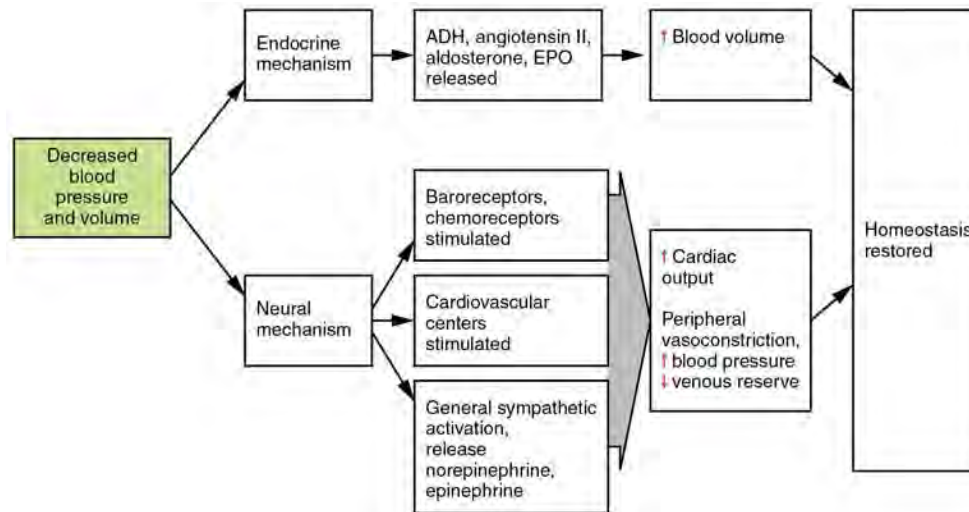 Decreased
blood
pressure
and volume
Endocrine
mechanism
ADH, angiotensin II,
aldosterone, EPO
released
↑ Blood volume
Neural
mechanism
Baroreceptors,
chemoreceptors
stimulated
Cardiovascular
centers
stimulated
General sympathetic
activation,
release
norepinephrine,
epinephrine
↑ Cardiac
output
Peripheral
vasoconstriction,
↑ blood pressure
↓ venous reserve
Homeostasis
restored